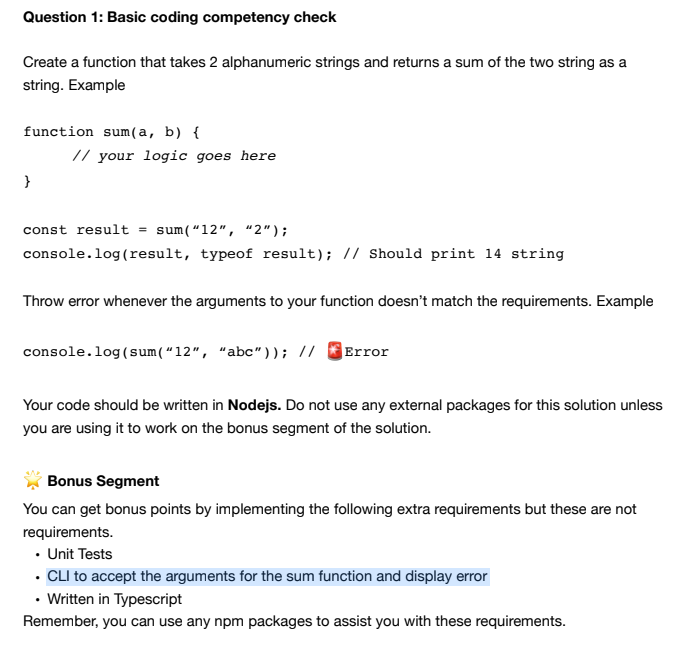 Question 1: Basic coding competency check
Create a function that takes 2 alphanumeric strings and returns a sum of the two string as a
string. Example
function sum(a, b) {
// your logic goes here
}
const result = sum(“12”, “2”);
console.log(result, typeof result); // Should print 14 string
Throw error whenever the arguments to your function doesn’t match the requirements. Example
console.log(sum(“12”, “abc”)); // 🚨Error
Your code should be written in Nodejs. Do not use any external packages for this solution unless
you are using it to work on the bonus segment of the solution.
🌟 Bonus Segment
You can get bonus points by implementing the following extra requirements but these are not
requirements.
• Unit Tests
• CLI to accept the arguments for the sum function and display error
• Written in Typescript
Remember, you can use any npm packages to assist you with these requirements.